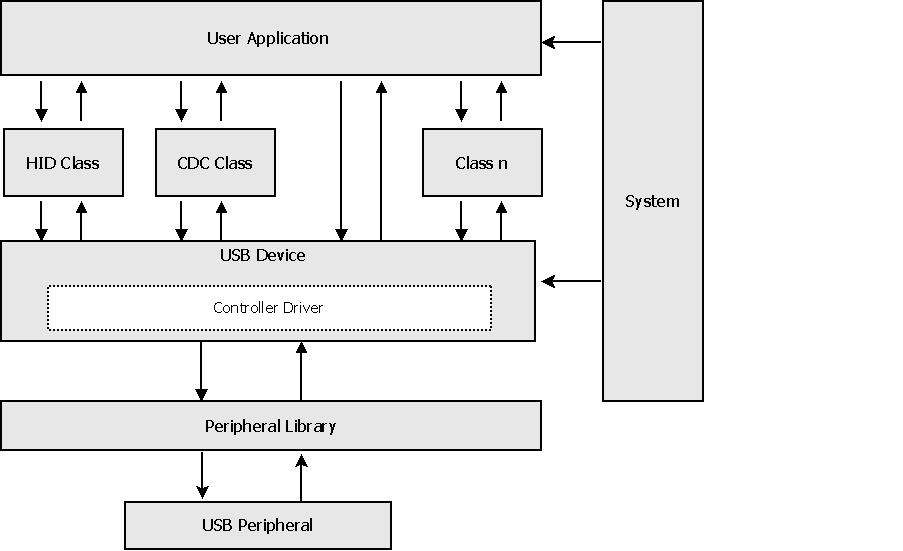 User Application
HID Class
CDC Class
Class n
System
USB Device
Controller Driver
Peripheral Library
USB Peripheral